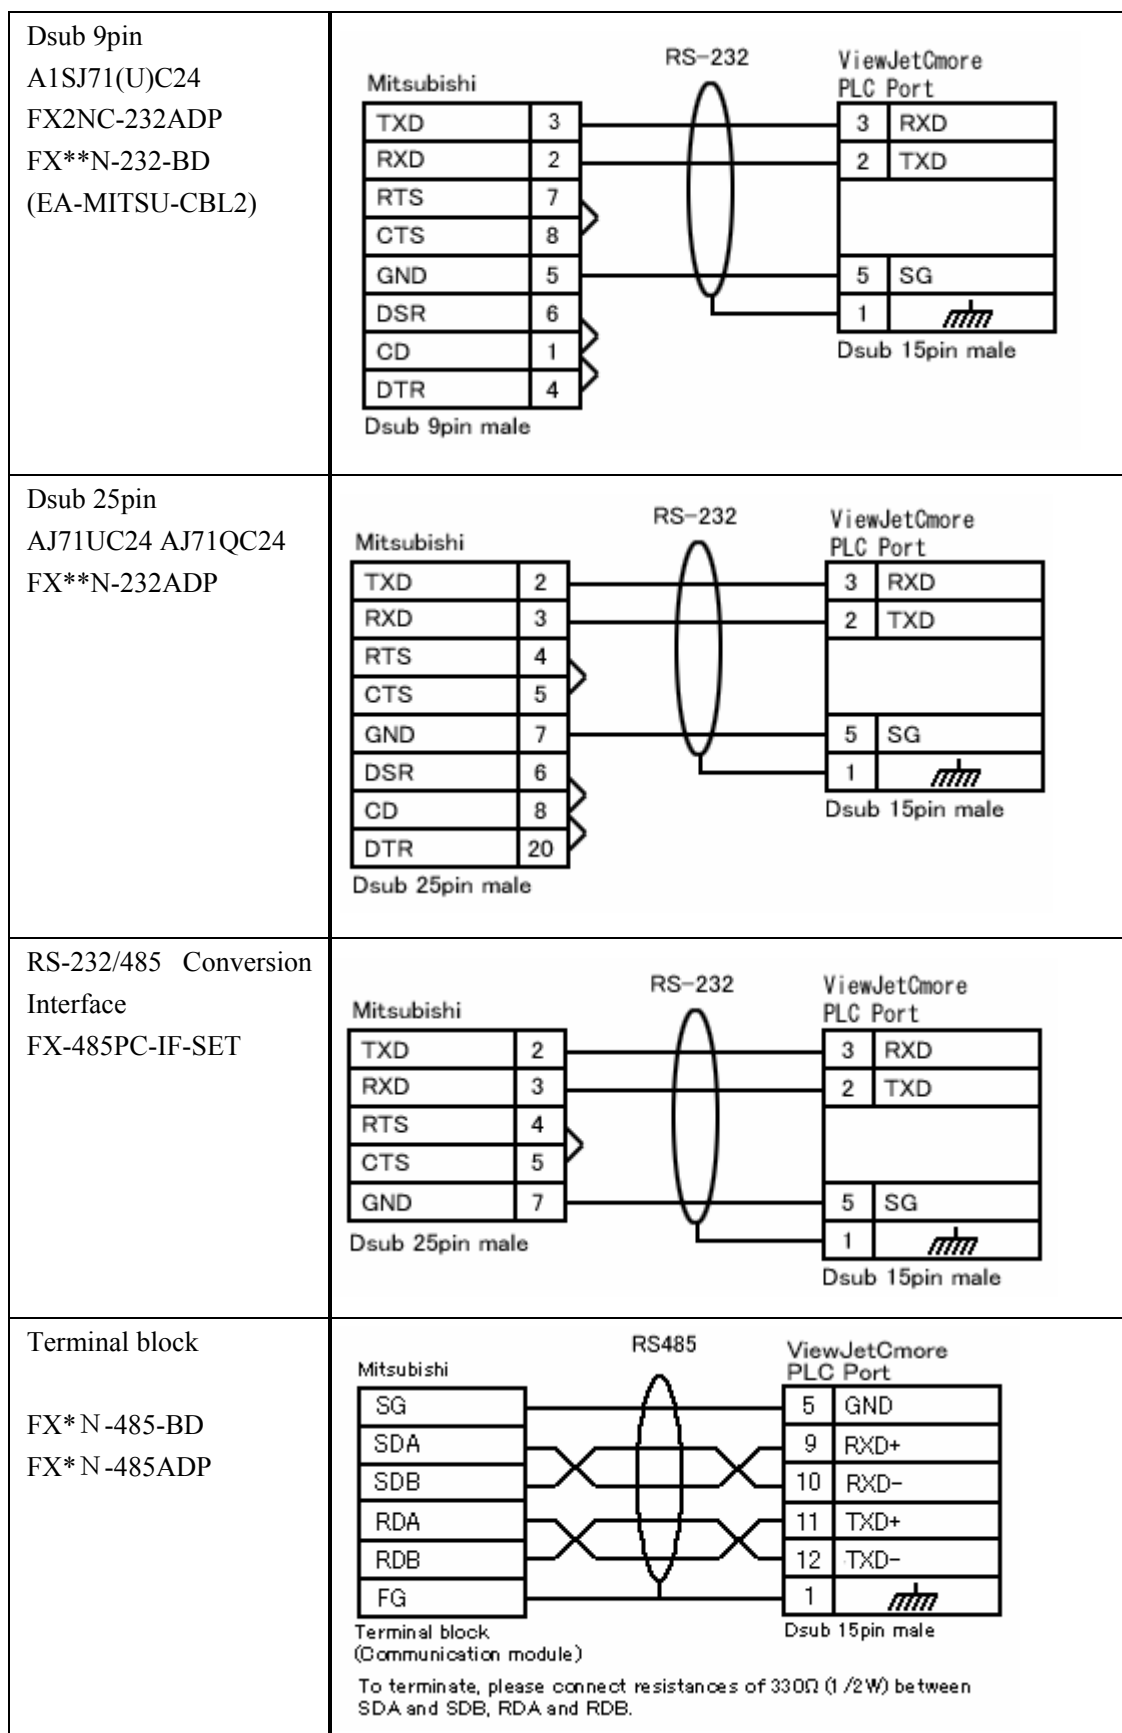 Dsub 9pin
A1SJ71(U)C24
FX2NC-232ADP
FX**N-232-BD
(EA-MITSU-CBL2)
RS-232
ViewJetCmore
PLC Port
Mitsubishi
TXD 3 3 RXD
RXD 2 2 TXD
RTS 7
CTS 8
GND 5 5 SG
DSR 6 1
CD 1
DTR 4
Dsub 15pin male
Dsub 9pin male
Dsub 25pin
AJ71UC24 AJ71QC24
FX**N-232ADP
RS-232
ViewJetCmore
PLC Port
Mitsubishi
TXD 2 3 RXD
RXD 3 2 TXD
RTS 4
CTS 5
GND 7 5 SG
DSR 6 1
CD 8
DTR 20
Dsub 15pin male
Dsub 25pin male
RS-232/485 Conversion
Interface
FX-485PC-IF-SET
RS-232
ViewJetCmore
PLC Port
Mitsubishi
TXD 2 3 RXD
RXD 3 2 TXD
RTS 4
CTS 5
GND 7 5 SG
1
Dsub 25pin male
Dsub 15pin male
Terminal block
FX*Ｎ-485-BD
FX*Ｎ-485ADP
RS485
ViewJetCmore
PLC Port
Mitsubishi
SG 5 GND
SDA 9 RXD+
SDB 10 RXD-
RDA 11 TXD+
RDB 12 TXD-
FG 1
Terminal block
(Communication module)
Dsub 15pin male
To terminate, please connect resistances of 330Ω (1/2W) between
SDA and SDB, RDA and RDB.